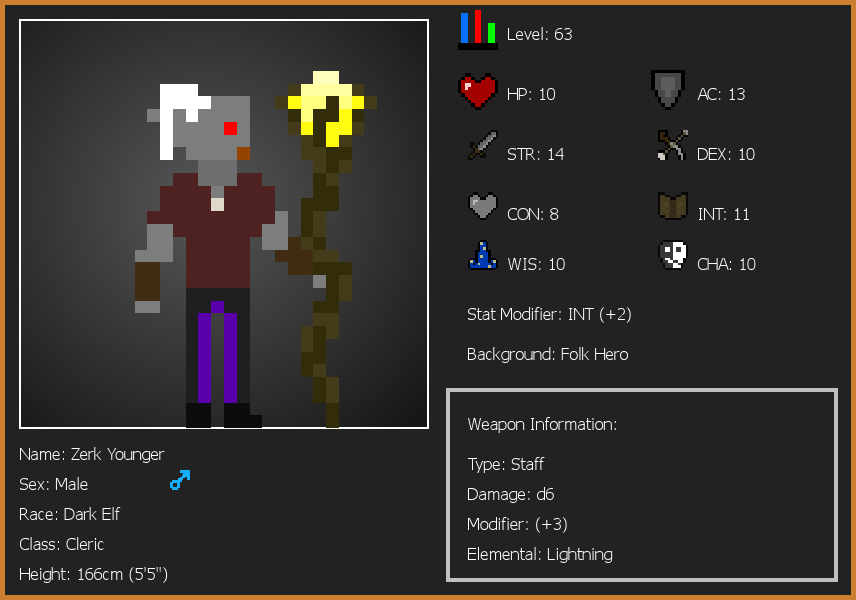 Level: 63
HP: 10
AC: 13
STR: 14
DEX: 10
CON: 8
INT: 11
WIS: 10
CHA: 10
Stat Modifier: INT (+2)
Background: Folk Hero
Weapon Information:
Type: Staff
Damage: d6
Modifier: (+3)
Elemental: Lightning
Name: Zerk Younger
Sex: Male
Race: Dark Elf
Class: Cleric
Height: 166cm (5'5")